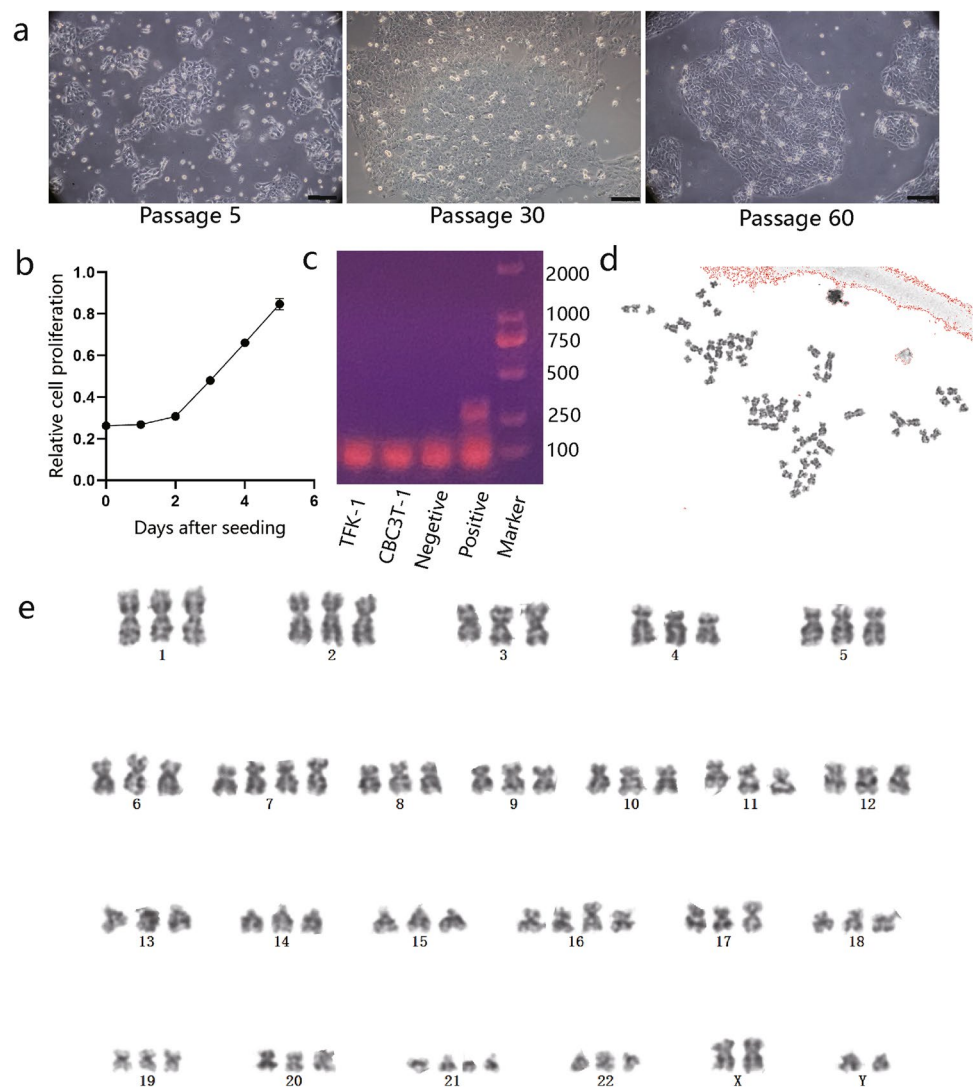 a
Passage 5
Passage 30
Passage 60
b
c
d
1.0
0.8
0.6
0.4
0.2
0.0
Relative cell proliferation
0 2 4 6
Days after seeding
2000
1000
750
500
250
100
TFK-1
CBC3T-1
Negetive
Positive
Marker
e
1 2 3 4 5
6 7 8 9 10 11 12
13 14 15 16 17 18
19 20 21 22 X Y